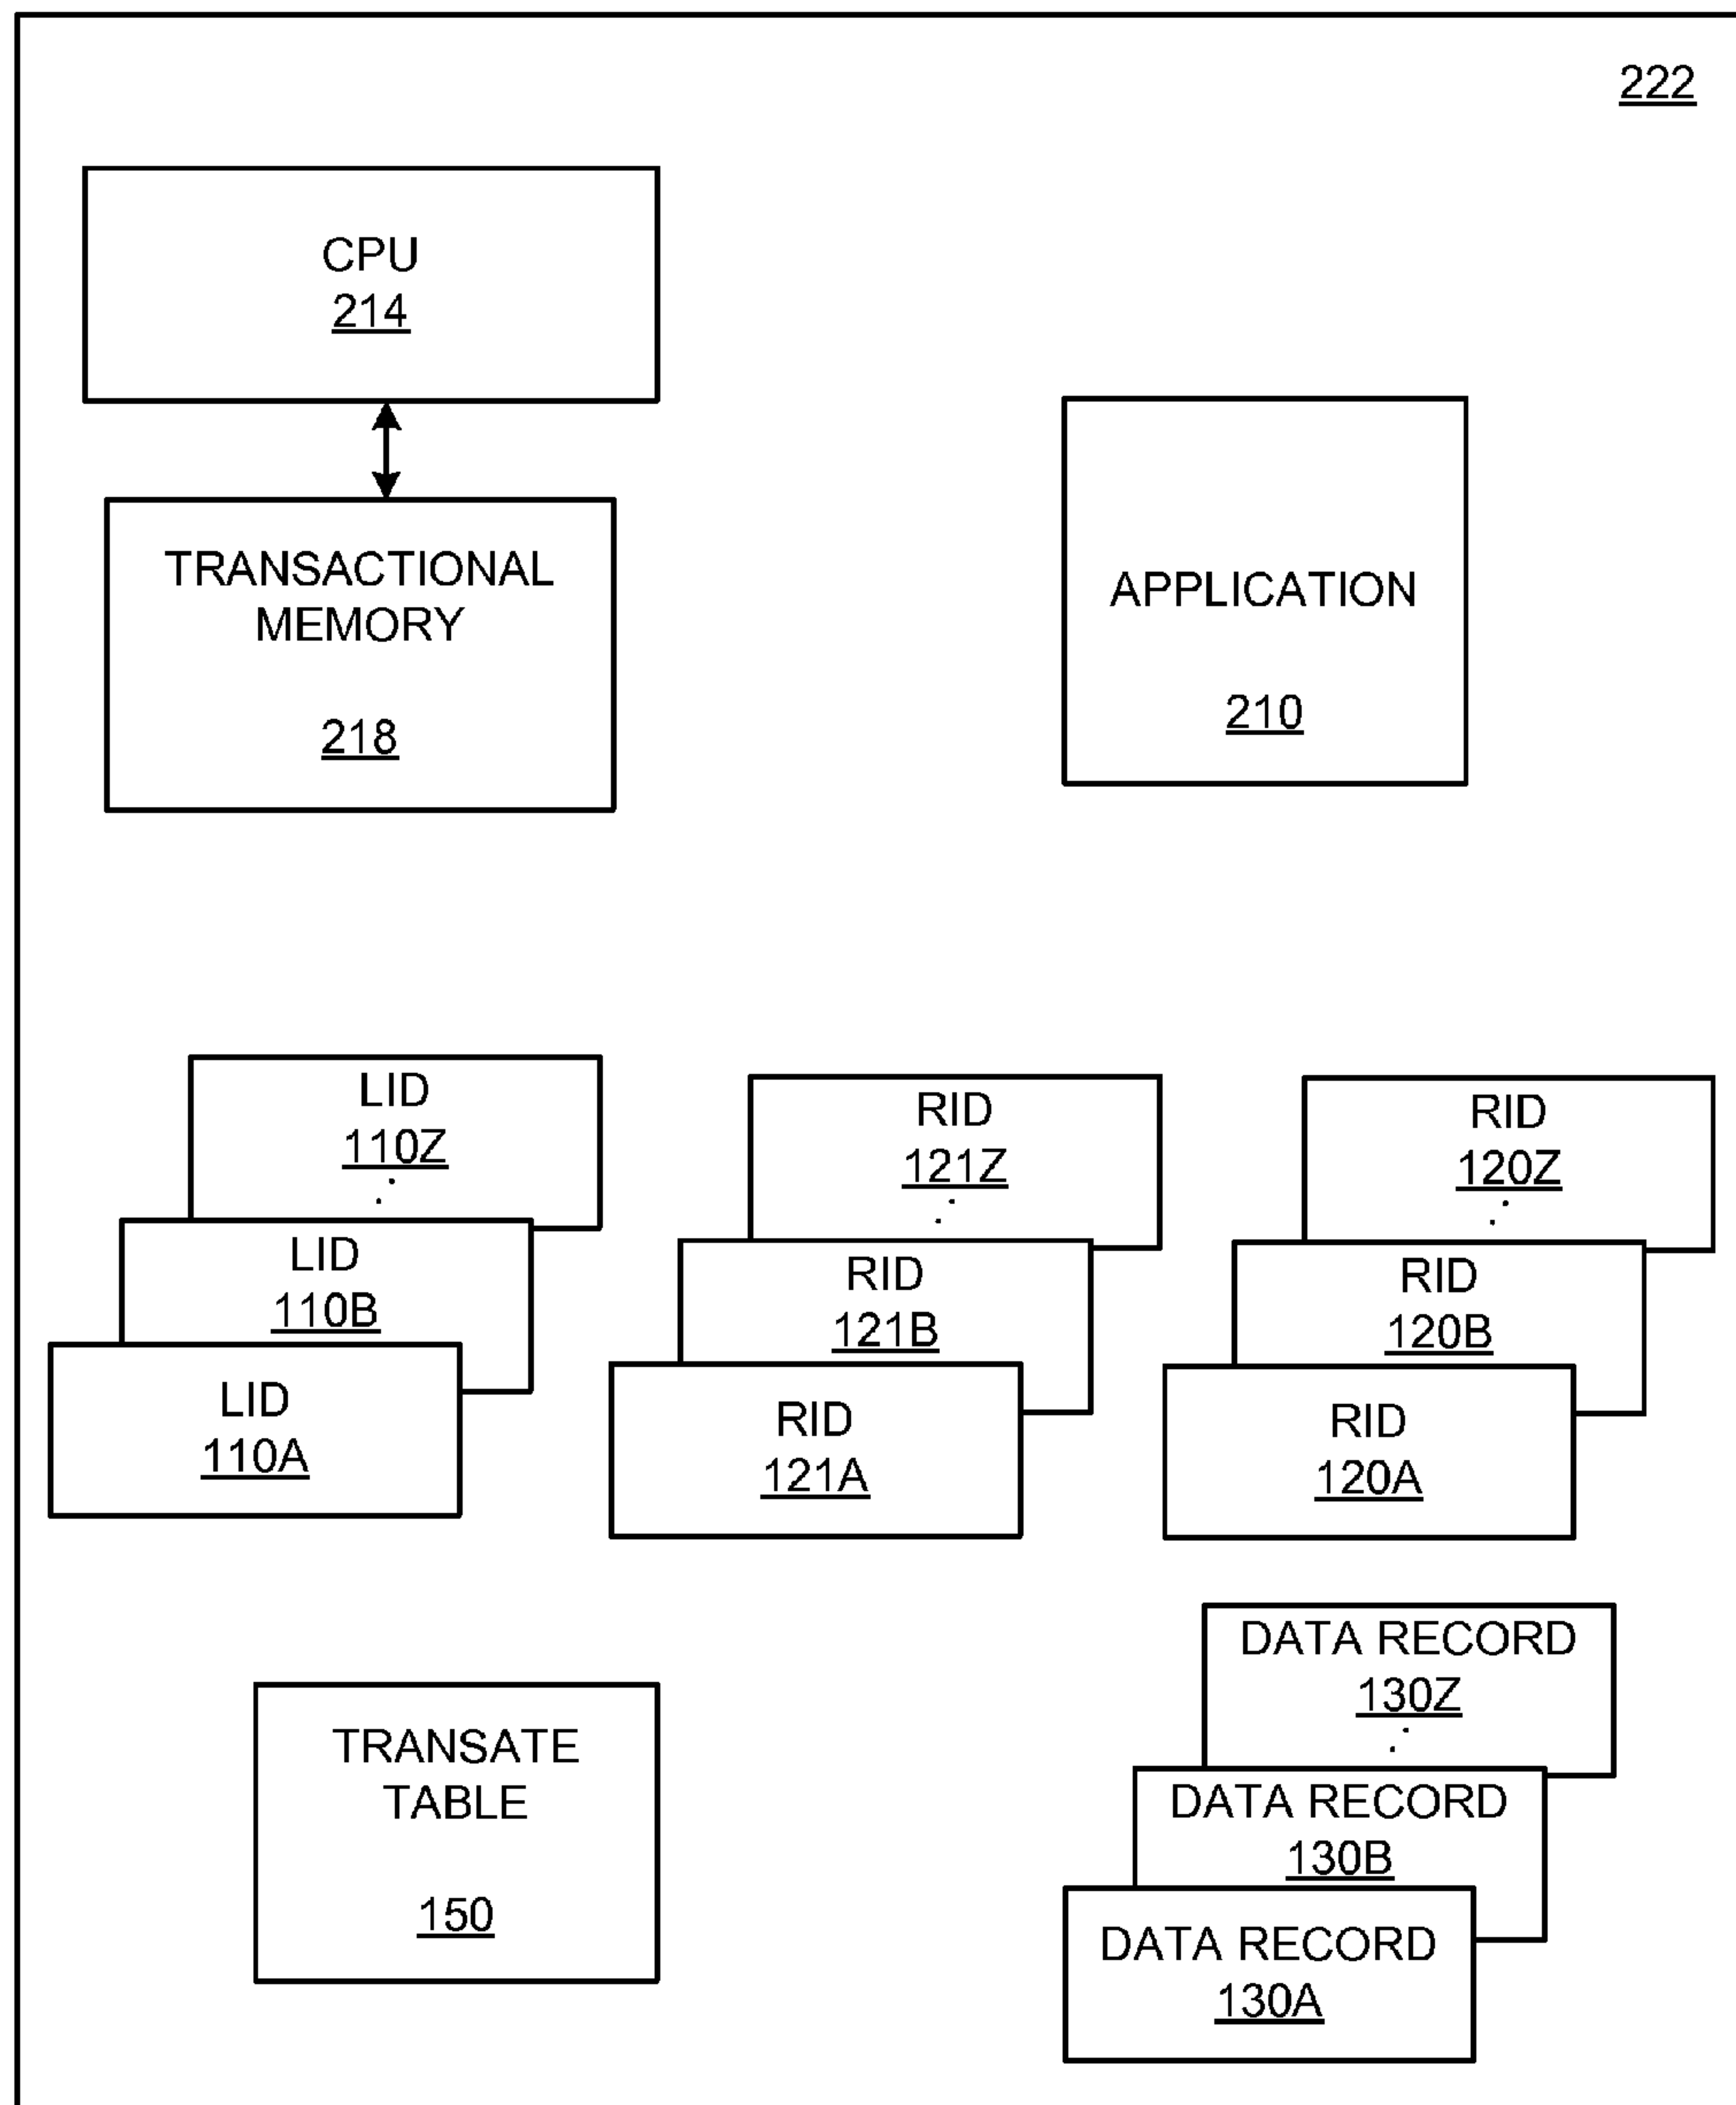 222
CPU
214
TRANSACTIONAL
MEMORY
218
APPLICATION
210
LID
110Z
LID
110B
LID
110A
RID
121Z
RID
121B
RID
121A
RID
120Z
RID
120B
RID
120A
TRANSATE
TABLE
150
DATA RECORD
130Z
DATA RECORD
130B
DATA RECORD
130A